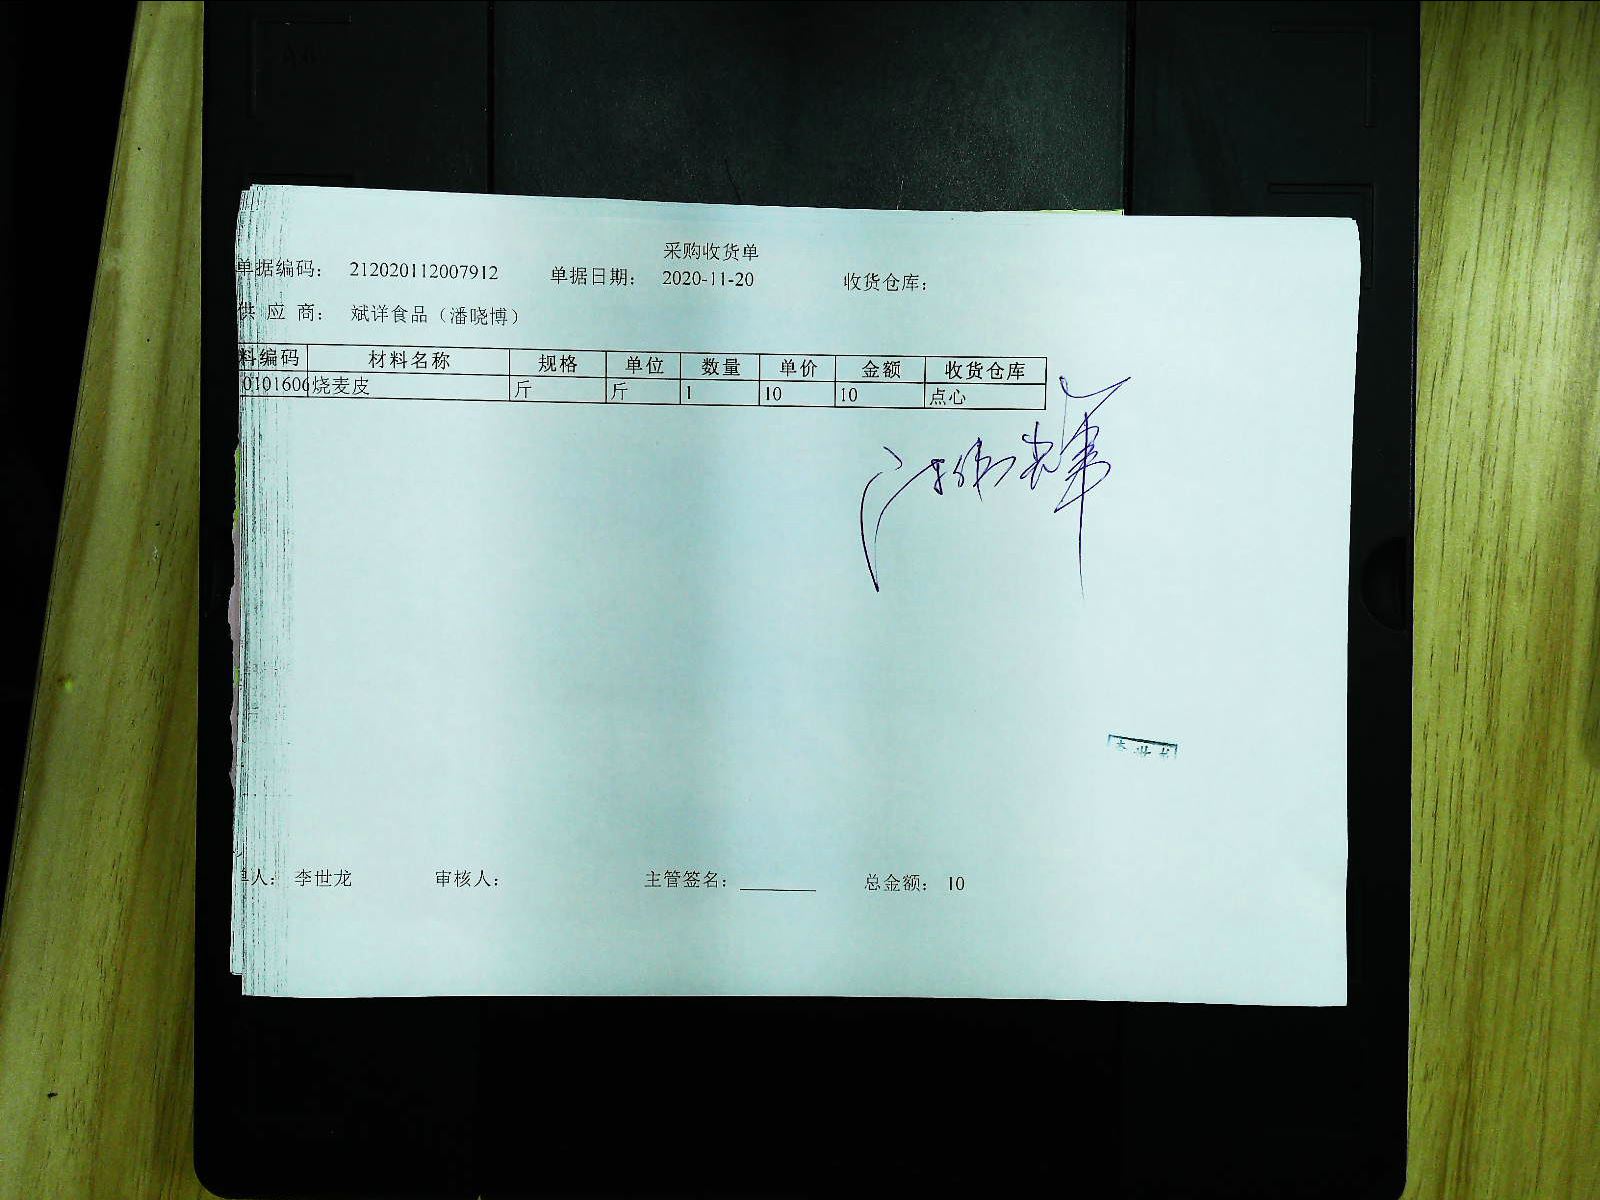 采购收货单
单据编码: 212020112007912 单据日期: 2020-11-20 收货仓库:
供 应 商: 斌详食品(潘晓博)
料编码 材料名称 规格 单位 数量 单价 金额 收货仓库
0101606 烧麦皮 斤 斤 1 10 10 点心
单人: 李世龙 审核人: 主管签名: 总金额: 10